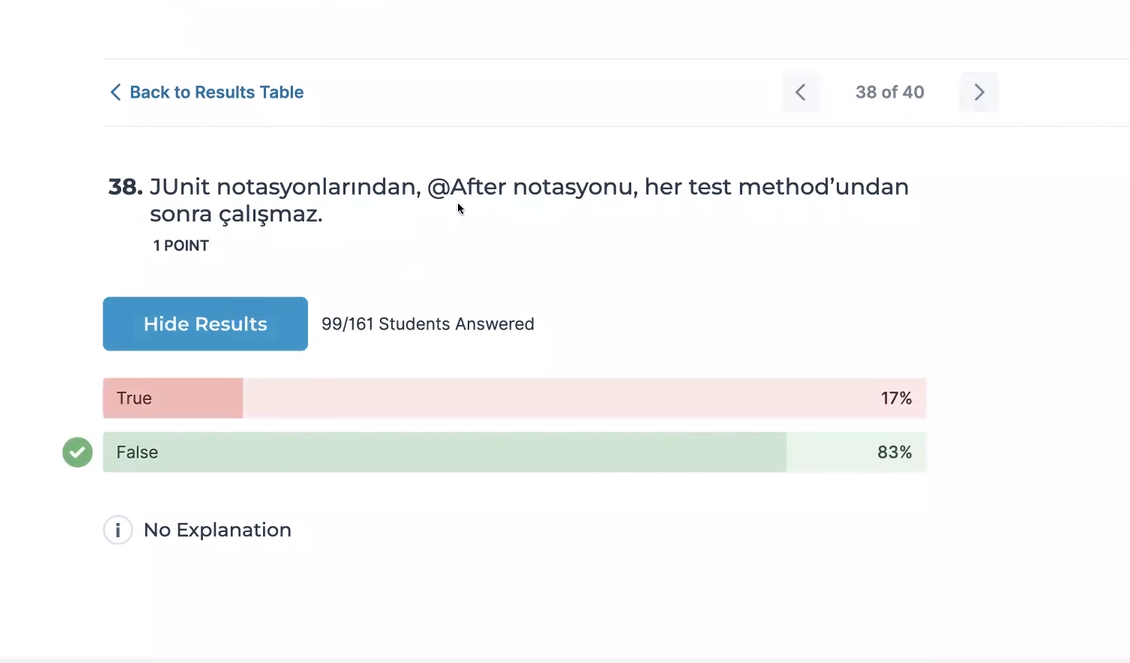 Back to Results Table
38 of 40
38. JUnit notasyonlarından, @After notasyonu, her test method’undan
sonra çalışmaz.
1 POINT
Hide Results
99/161 Students Answered
True 17%
False 83%
i No Explanation